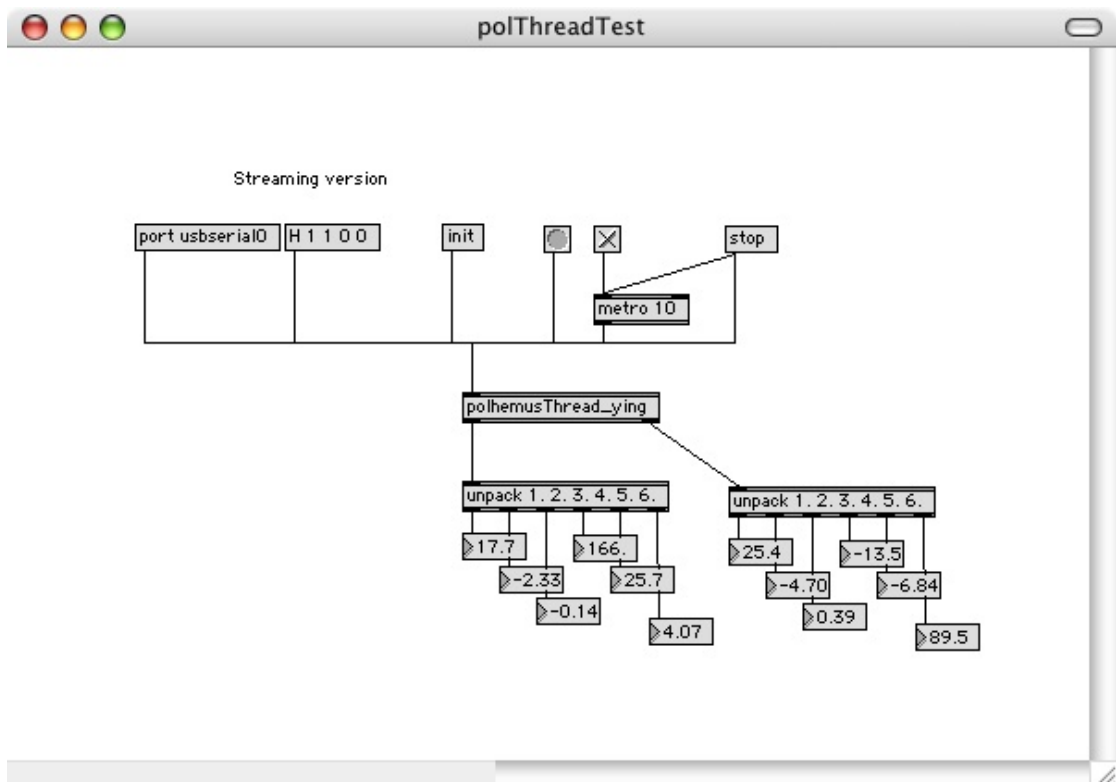 polThreadTest
Streaming version
port usbserial0
H 1 1 0 0
init
stop
metro 10
polhemusThread_ying
unpack 1. 2. 3. 4. 5. 6.
unpack 1. 2. 3. 4. 5. 6.
17.7
166.
25.4
-13.5
-2.33
25.7
-4.70
-6.84
-0.14
0.39
4.07
89.5